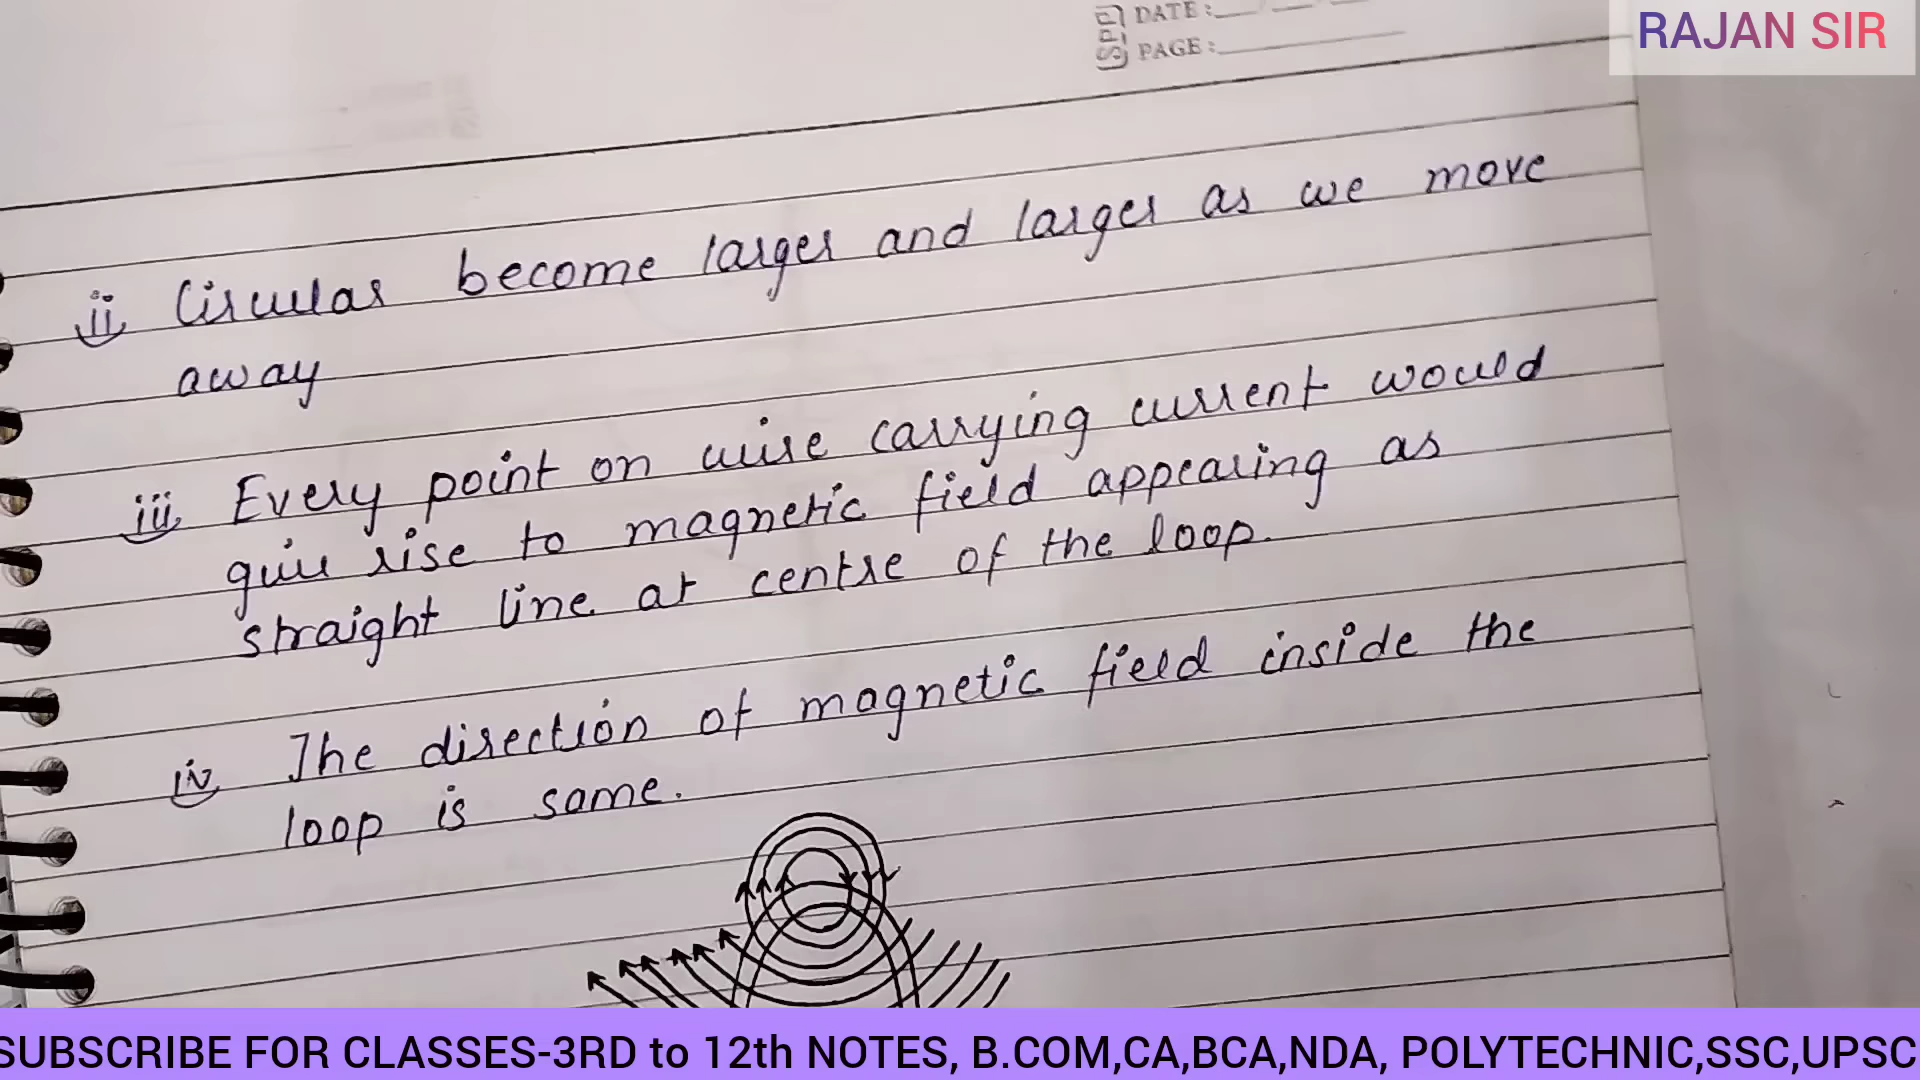 DATE:
PAGE:
RAJAN SIR
ii) Circular become larger and larger as we move
away
iii) Every point on wire carrying current would
give rise to magnetic field appearing as
straight line at centre of the loop.
iv) The direction of magnetic field inside the
loop is same.
SUBSCRIBE FOR CLASSES-3RD to 12th NOTES, B.COM,CA,BCA,NDA, POLYTECHNIC,SSC,UPSC